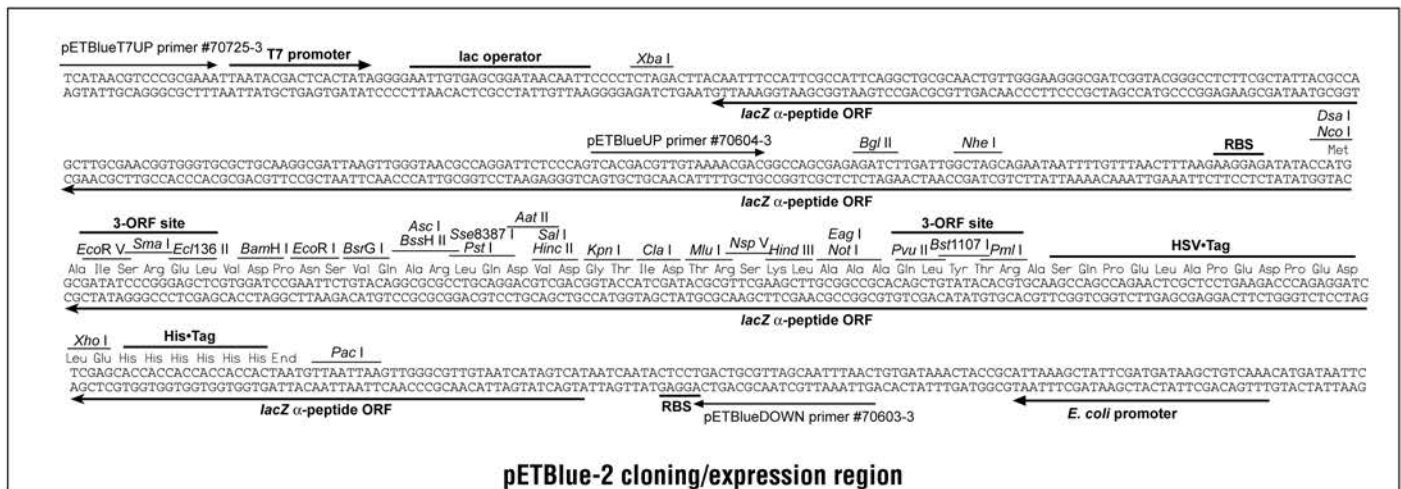 pETBlueT7UP primer #70725-3 T7 promoter lac operator Xba I
TCATAACGTCCCGCGAAATTAATACGACTCACTATAGGGGAATTGTGAGCGGATAACAATTCCCCTCTAGACTTACAATTTCCATTCGCCATTCAGGCTGCGCAACTGTTGGGAAGGGCGATCGGTACGGGCCTCTTCGCTATTACGCCA
AGTATTGCAGGGCGCTTTAATTATGCTGAGTGATATCCCCTTAACACTCGCCTATTGTTAAGGGGAGATCTGAATGTTAAAGGTAAGCGGTAAGTCCGACGCGTTGACAACCCTTCCCGCTAGCCATGCCCGGAGAAGCGATAATGCGGT
lacZ α-peptide ORF
Dsa I
pETBlueUP primer #70604-3 Bgl II Nhe I RBS Nco I
Met
GCTTGCGAACGGTGGGTGCGCTGCAAGGCGATTAAGTTGGGTAACGCCAGGATTCTCCCAGTCACGACGTTGTAAAACGACGGCCAGCGAGAGATCTTGATTGGCTAGCAGAATAATTTTGTTTAACTTTAAGAAGGAGATATACCATG
CGAACGCTTGCCACCCACGCGACGTTCCGCTAATTCAACCCATTGCGGTCCTAAGAGGGTCAGTGCTGCAACATTTTGCTGCCGGTCGCTCTCTAGAACTAACCGATCGTCTTATTAAAACAAATTGAAATTCTTCCTCTATATGGTAC
lacZ α-peptide ORF
3-ORF site Asc I Aat II Eag I 3-ORF site HSV•Tag
EcoR V Sma I Ecl136 II BamH I EcoR I BsrG I BssH II Sse8387 I Pst I Sal I Hinc II Kpn I Cla I Mlu I Nsp V Hind III Not I Pvu II Bst1107 I Pml I
Ala Ile Ser Arg Glu Leu Val Asp Pro Asn Ser Val Gln Ala Arg Leu Gln Asp Val Asp Gly Thr Ile Asp Thr Arg Ser Lys Leu Ala Ala Ala Gln Leu Tyr Thr Arg Ala Ser Gln Pro Glu Leu Ala Pro Glu Asp Pro Glu Asp
GCGATATCCCGGGAGCTCGTGGATCCGAATTCTGTACAGGCGCGCCTGCAGGACGTCGACGGTACCATCGATACGCGTTCGAAGCTTGCGGCCGCACAGCTGTATACACGTGCAAGCCAGCCAGAACTCGCTCCTGAAGACCCAGAGGATC
CGCTATAGGGCCCTCGAGCACCTAGGCTTAAGACATGTCCGCGCGGACGTCCTGCAGCTGCCATGGTAGCTATGCGCAAGCTTCGAACGCCGGCGTGTCGACATATGTGCACGTTCGGTCGGTCTTGAGCGAGGACTTCTGGGTCTCCTAG
lacZ α-peptide ORF
Xho I His•Tag Pac I
Leu Glu His His His His His His End
TCGAGCACCACCACCACCACCACTAATGTTAATTAAGTTGGGCGTTGTAATCATAGTCATAATCAATACTCCTGACTGCGTTAGCAATTTAACTGTGATAAACTACCGCATTAAAGCTATTCGATGATAAGCTGTCAAACATGATAATTC
AGCTCGTGGTGGTGGTGGTGGTGATTACAATTAATTCAACCCGCAACATTAGTATCAGTATTAGTTATGAGGACTGACGCAATCGTTAAATTGACACTATTTGATGGCGTAATTTCGATAAGCTACTATTCGACAGTTTGTACTATTAAG
lacZ α-peptide ORF RBS pETBlueDOWN primer #70603-3 E. coli promoter
pETBlue-2 cloning/expression region